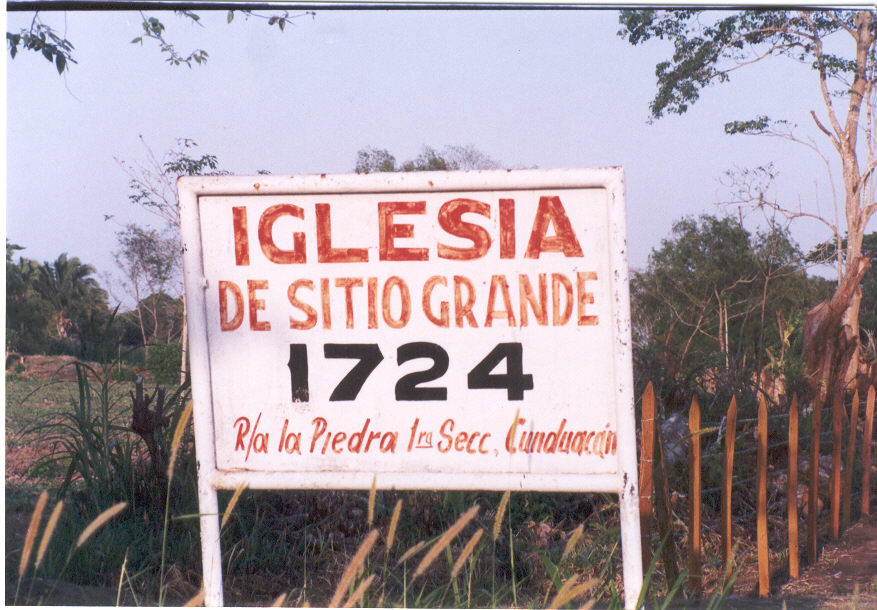 IGLESIA
DE SITIO GRANDE
1724
R/a la Piedra 1ra Secc, Cunduacán